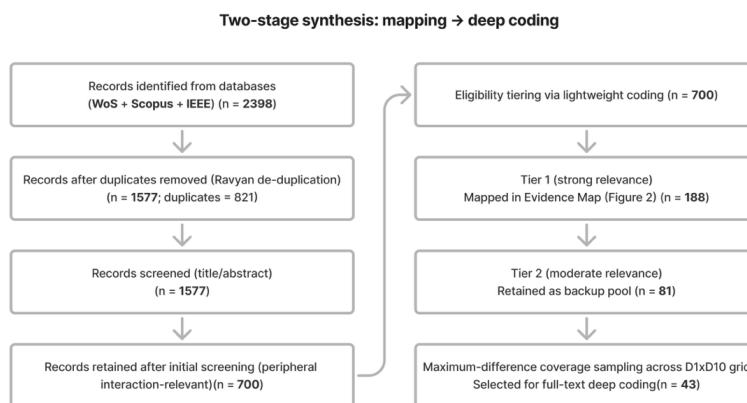 Two-stage synthesis: mapping → deep coding
Records identified from databases
(WoS + Scopus + IEEE) (n = 2398)
Records after duplicates removed (Ravyan de-duplication)
(n = 1577; duplicates = 821)
Records screened (title/abstract)
(n = 1577)
Records retained after initial screening (peripheral
interaction-relevant)(n = 700)
Eligibility tiering via lightweight coding (n = 700)
Tier 1 (strong relevance)
Mapped in Evidence Map (Figure 2) (n = 188)
Tier 2 (moderate relevance)
Retained as backup pool (n = 81)
Maximum-difference coverage sampling across D1xD10 grid
Selected for full-text deep coding(n = 43)